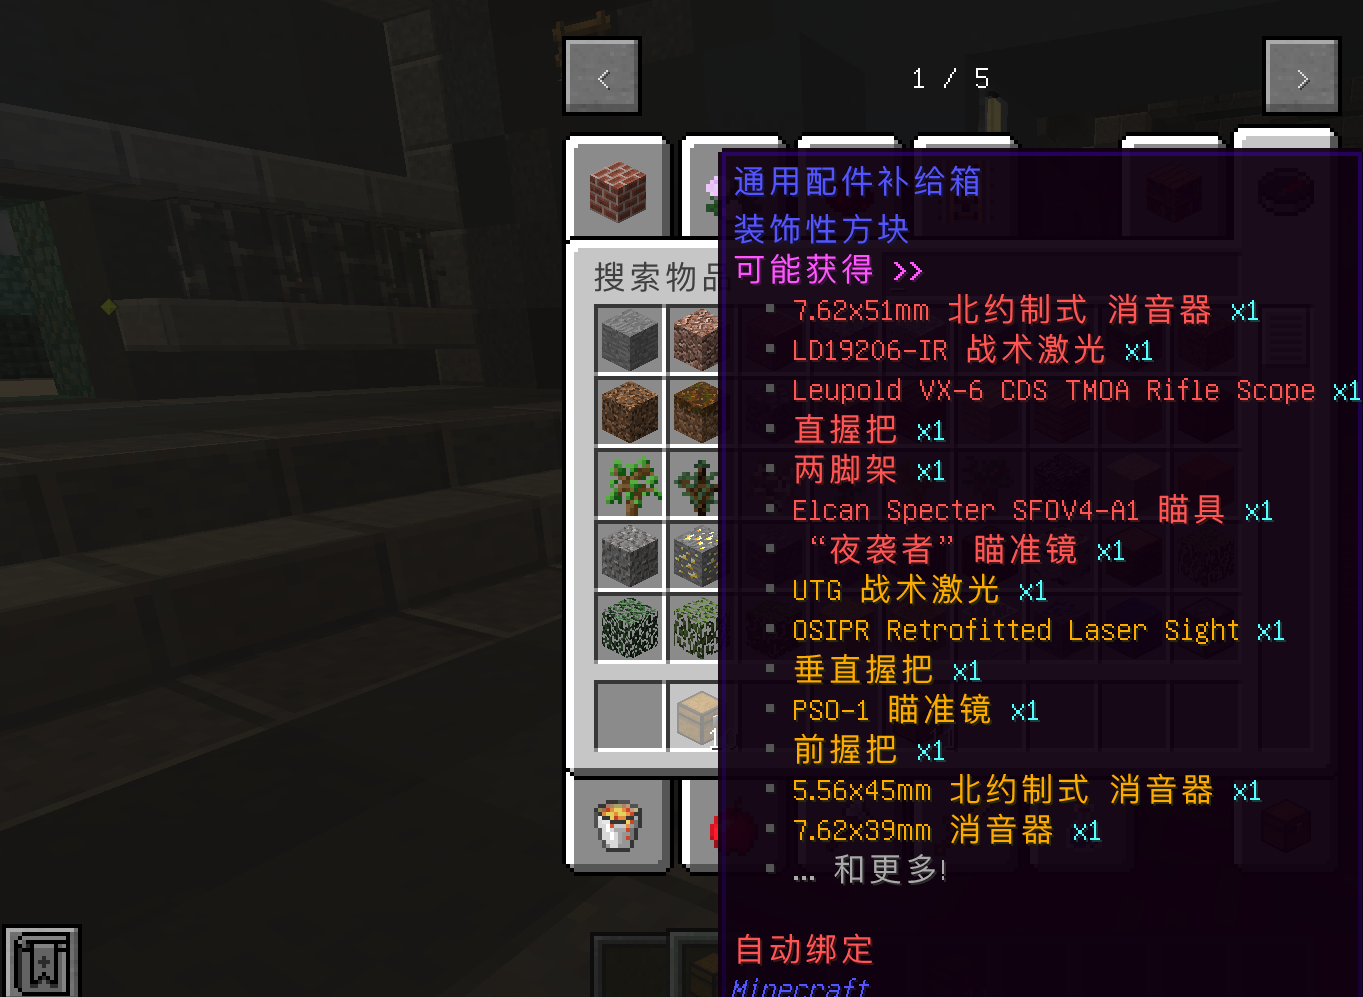 <
1 / 5
>
通用配件补给箱
装饰性方块
可能获得 >>
搜索物品
▪ 7.62x51mm 北约制式 消音器 x1
▪ LD19206-IR 战术激光 x1
▪ Leupold VX-6 CDS TMOA Rifle Scope x1
▪ 直握把 x1
▪ 两脚架 x1
▪ Elcan Specter SFOV4-A1 瞄具 x1
▪ “夜袭者” 瞄准镜 x1
▪ UTG 战术激光 x1
▪ OSIPR Retrofitted Laser Sight x1
▪ 垂直握把 x1
▪ PSO-1 瞄准镜 x1
▪ 前握把 x1
▪ 5.56x45mm 北约制式 消音器 x1
▪ 7.62x39mm 消音器 x1
▪ … 和更多!
自动绑定
Minecraft